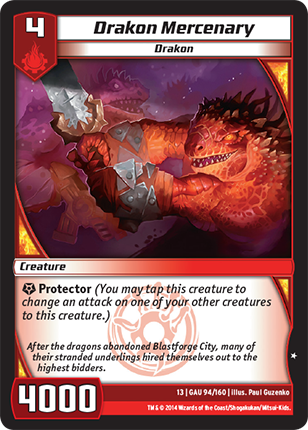 4
Drakon Mercenary
Drakon
Creature
Protector (You may tap this creature to
change an attack on one of your other creatures
to this creature.)
After the dragons abandoned Blastforge City, many of
their stranded underlings hired themselves out to the
highest bidders.
4000
13 | GAU 94/160 | Illus. Paul Guzenko
TM & © 2014 Wizards of the Coast/Shogakukan/Mitsui-Kids.